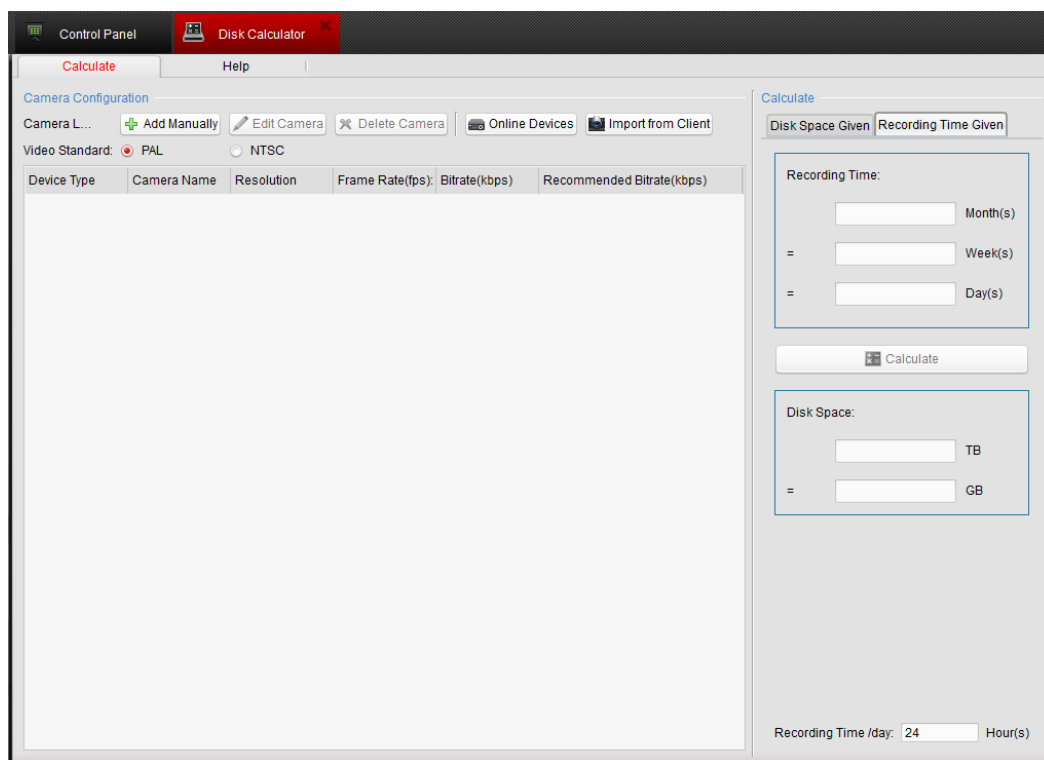 Control Panel
Disk Calculator
Calculate
Help
Camera Configuration
Camera L...
Add Manually
Edit Camera
Delete Camera
Online Devices
Import from Client
Video Standard:
PAL
NTSC
Device Type
Camera Name
Resolution
Frame Rate(fps):
Bitrate(kbps)
Recommended Bitrate(kbps)
Calculate
Disk Space Given
Recording Time Given
Recording Time:
Month(s)
= Week(s)
= Day(s)
Calculate
Disk Space:
TB
= GB
Recording Time /day: 24 Hour(s)